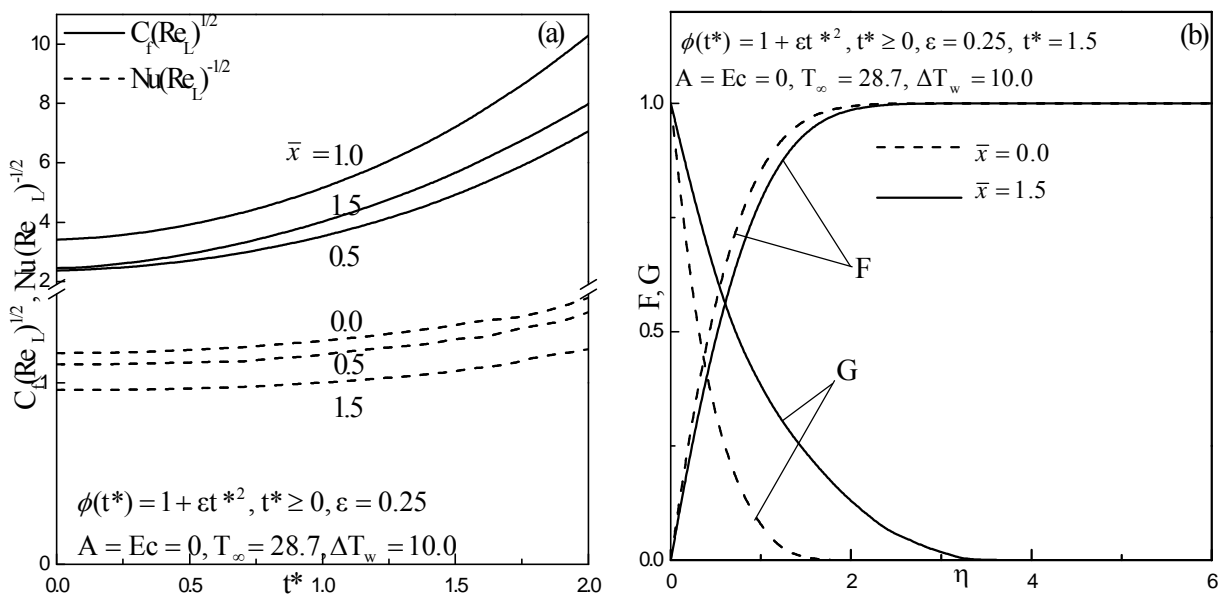 (a)
C_f(Re_L)^{1/2}
Nu(Re_L)^{-1/2}
10
8
6
4
2
1
0
C_f(Re_L)^{1/2}, Nu(Re_L)^{-1/2}
x̄ = 1.0
1.5
0.5
0.0
0.5
1.5
ϕ(t*) = 1 + εt*², t* ≥ 0, ε = 0.25
A = Ec = 0, T_∞ = 28.7, ΔT_w = 10.0
0.0 0.5 1.0 1.5 2.0
t*
(b)
ϕ(t*) = 1 + εt*², t* ≥ 0, ε = 0.25, t* = 1.5
A = Ec = 0, T_∞ = 28.7, ΔT_w = 10.0
x̄ = 0.0
x̄ = 1.5
F
G
1.0
0.5
0.0
F, G
0 2 4 6
η